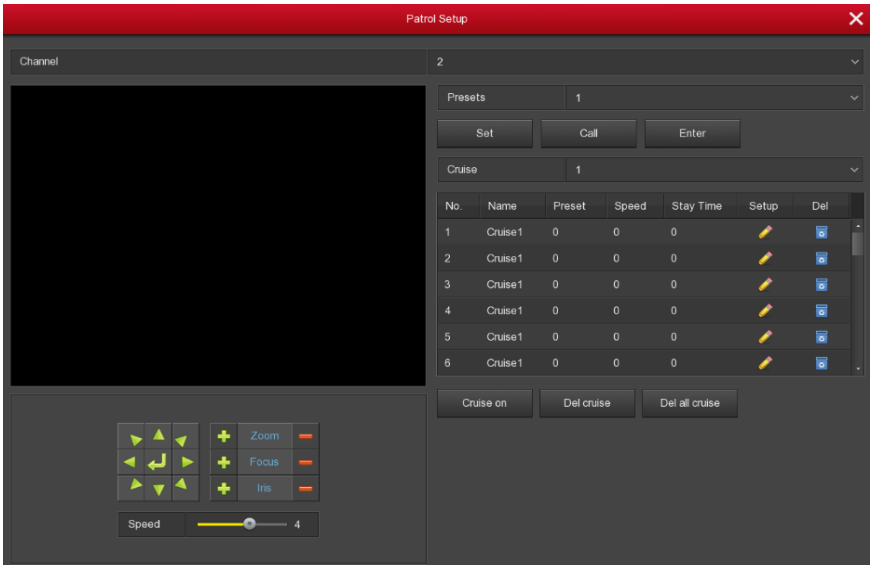 Patrol Setup
Channel 2
Presets 1
Set Call Enter
Cruise 1
No. Name Preset Speed Stay Time Setup Del
1 Cruise1 0 0 0
2 Cruise1 0 0 0
3 Cruise1 0 0 0
4 Cruise1 0 0 0
5 Cruise1 0 0 0
6 Cruise1 0 0 0
Cruise on Del cruise Del all cruise
Zoom
Focus
Iris
Speed 4